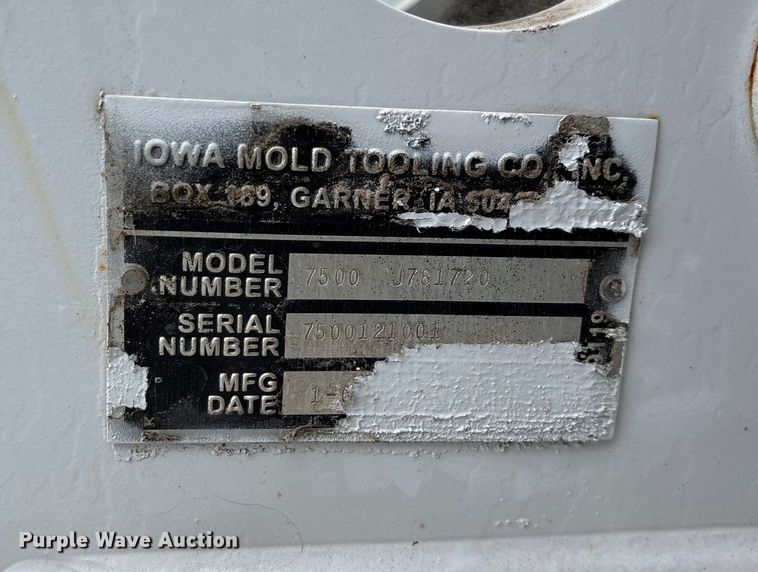 IOWA MOLD TOOLING CO. INC.
BOX 189, GARNER, IA
MODEL NUMBER 7500 J781720
SERIAL NUMBER 7500121001
MFG DATE
Purple Wave Auction